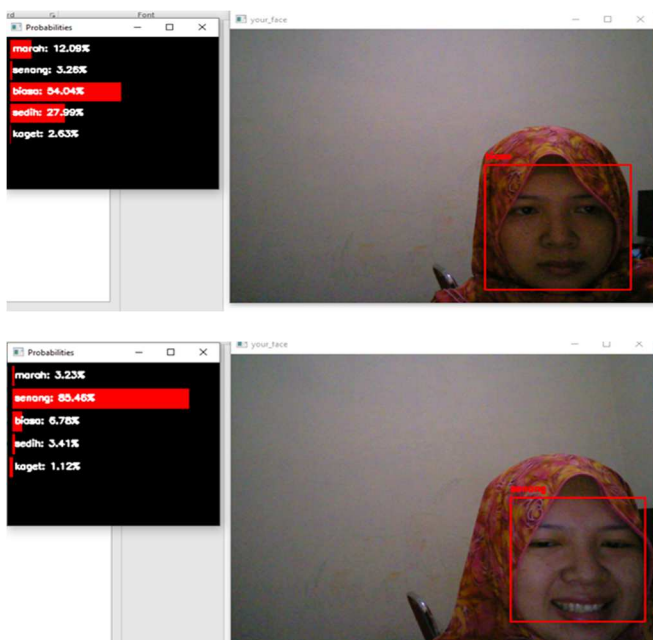 Font
Probabilities
your_face
marah: 12.09%
senang: 3.26%
biasa: 54.04%
sedih: 27.99%
kaget: 2.63%
Probabilities
your_face
marah: 3.23%
senang: 85.46%
biasa: 6.78%
sedih: 3.41%
kaget: 1.12%